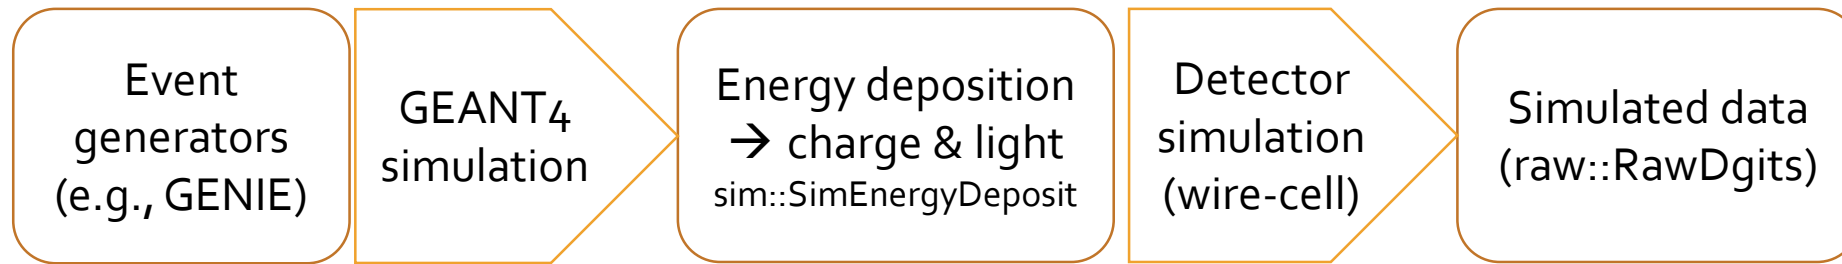 Event
generators
(e.g., GENIE)
GEANT4
simulation
Energy deposition
→ charge & light
sim::SimEnergyDeposit
Detector
simulation
(wire-cell)
Simulated data
(raw::RawDgits)